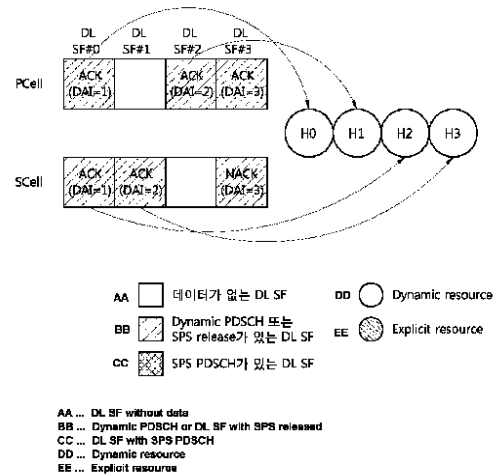 DL DL DL DL
SF#0 SF#1 SF#2 SF#3
PCell
ACK ACK ACK
(DAI=1) (DAI=2) (DAI=3)
H0 H1 H2 H3
SCell
ACK ACK NACK
(DAI=1) (DAI=2) (DAI=3)
AA 데이터가 없는 DL SF
BB Dynamic PDSCH 또는
SPS release가 있는 DL SF
CC SPS PDSCH가 있는 DL SF
DD Dynamic resource
EE Explicit resource
AA ... DL SF without data
BB ... Dynamic PDSCH or DL SF with SPS released
CC ... DL SF with SPS PDSCH
DD ... Dynamic resource
EE ... Explicit resource